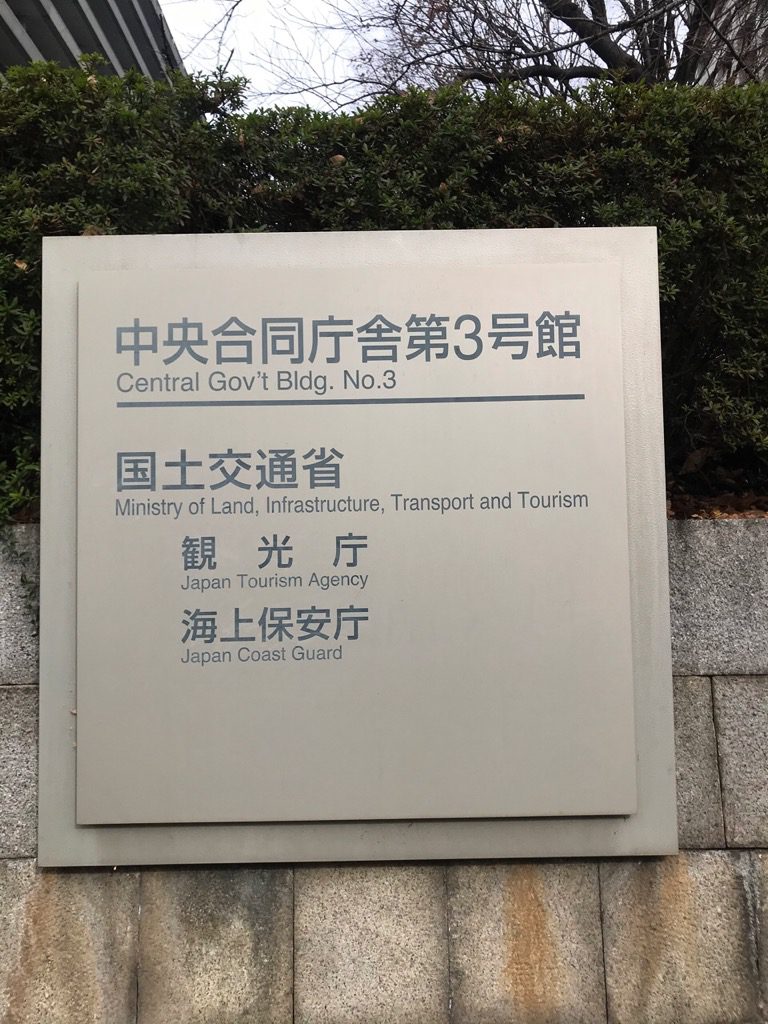 中央合同庁舎第3号館
Central Gov't Bldg. No.3
国土交通省
Ministry of Land, Infrastructure, Transport and Tourism
観 光 庁
Japan Tourism Agency
海上保安庁
Japan Coast Guard